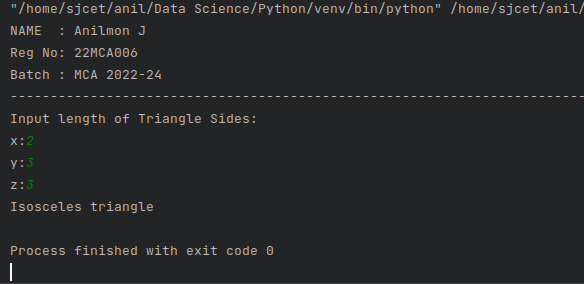 "/home/sjcet/anil/Data Science/Python/venv/bin/python" /home/sjcet/anil/
NAME  : Anilmon J
Reg No: 22MCA006
Batch : MCA 2022-24
------------------------------------------------------------------------
Input length of Triangle Sides:
x:2
y:3
z:3
Isosceles triangle
Process finished with exit code 0